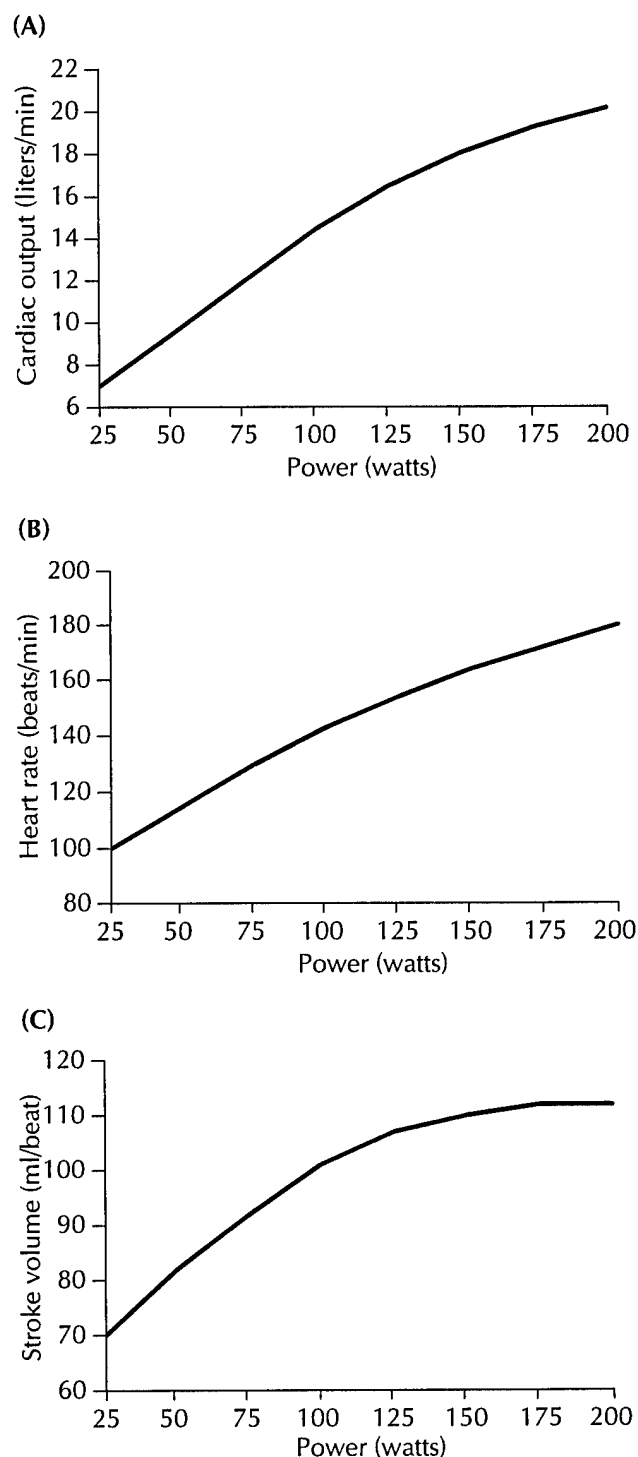 (A)
Cardiac output (liters/min)
22
20
18
16
14
12
10
8
6
25 50 75 100 125 150 175 200
Power (watts)
(B)
Heart rate (beats/min)
200
180
160
140
120
100
80
25 50 75 100 125 150 175 200
Power (watts)
(C)
Stroke volume (ml/beat)
120
110
100
90
80
70
60
25 50 75 100 125 150 175 200
Power (watts)